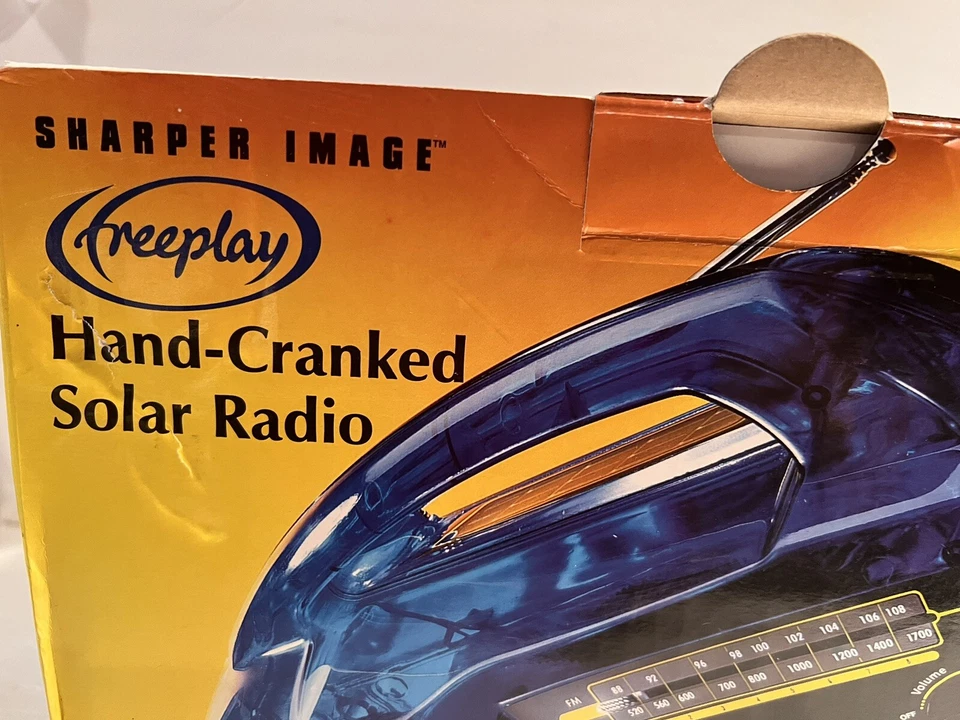 SHARPER IMAGE™
freeplay
Hand-Cranked
Solar Radio
FM 88 92 96 98 100 102 104 106 108
520 560 600 700 800 1000 1200 1400 1700
Volume
OFF